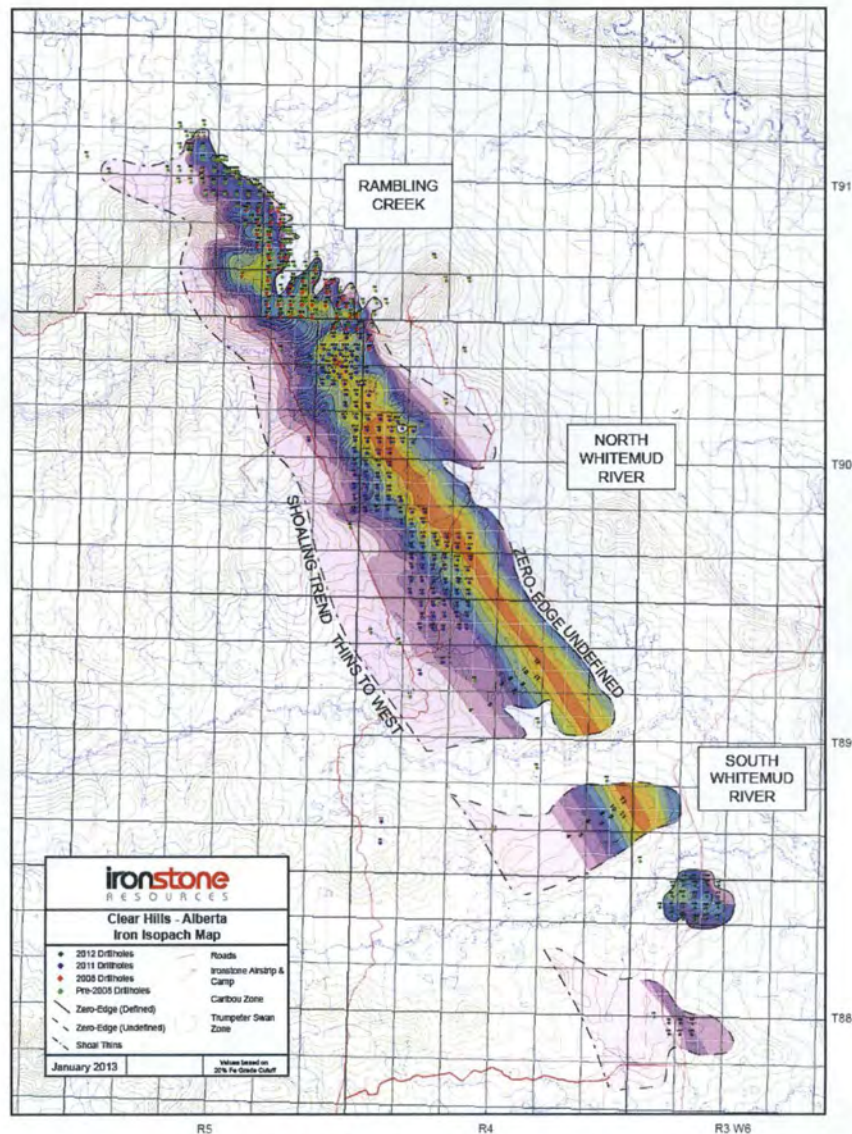 RAMBLING
CREEK
T91
NORTH
WHITEMUD
RIVER
T90
SHOALING TREND THINS TO WEST
ZERO-EDGE UNDEFINED
T89
SOUTH
WHITEMUD
RIVER
ironstone
RESOURCES
Clear Hills - Alberta
Iron Isopach Map
2012 Drillholes
2011 Drillholes
2008 Drillholes
Pre-2008 Drillholes
Zero-Edge (Defined)
Zero-Edge (Undefined)
Shoal Thins
Roads
Ironstone Airstrip &
Camp
Caribou Zone
Trumpeter Swan
Zone
January 2013
Values based on
20% Fe Grade Cutoff
T88
R5
R4
R3 W6